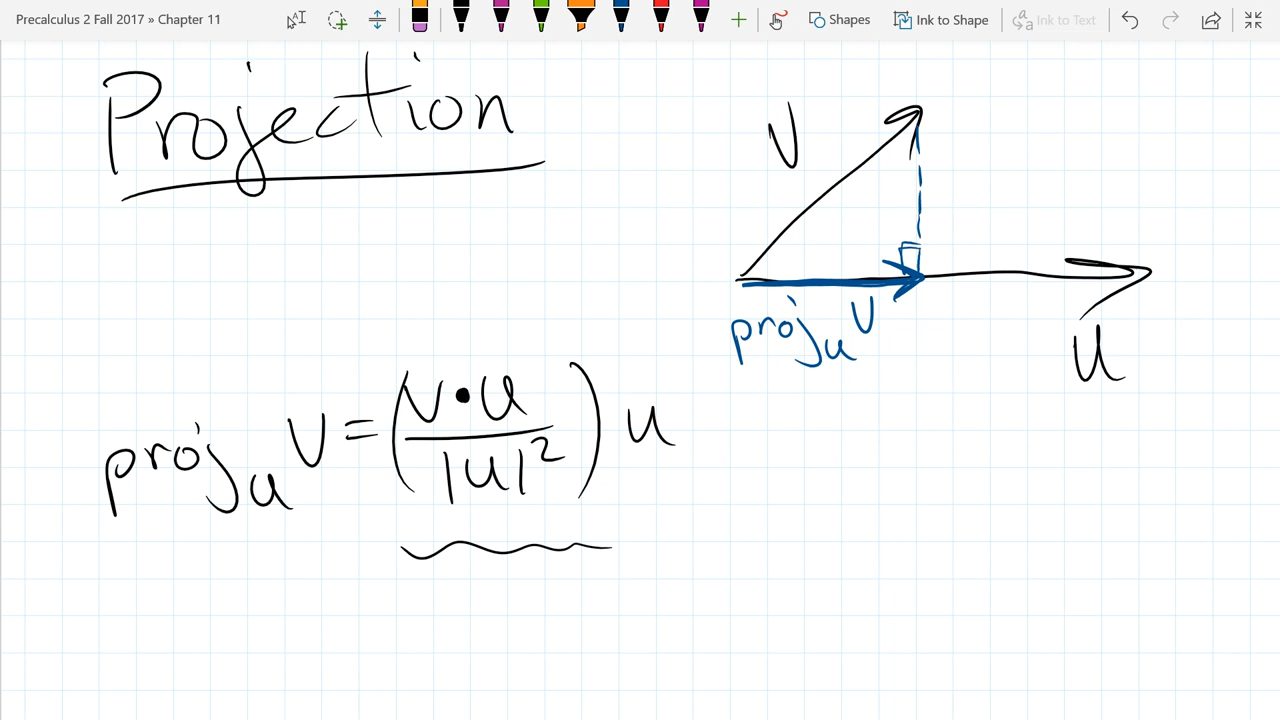 Precalculus 2 Fall 2017 » Chapter 11
Shapes
Ink to Shape
Ink to Text
Projection
V
proj_u V
u
proj_u V = (V • u / |u|²) u